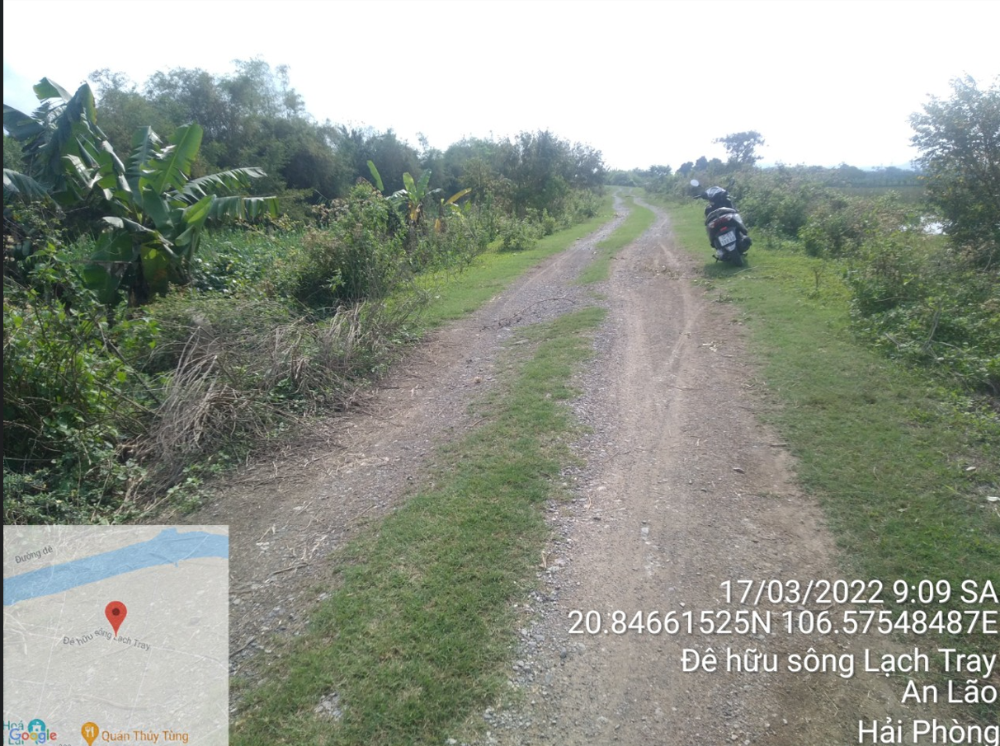 Đường đê
Đê hữu sông Lạch Tray
Google
Quán Thúy Tùng
17/03/2022 9:09 SA
20.84661525N 106.57548487E
Đê hữu sông Lạch Tray
An Lão
Hải Phòng